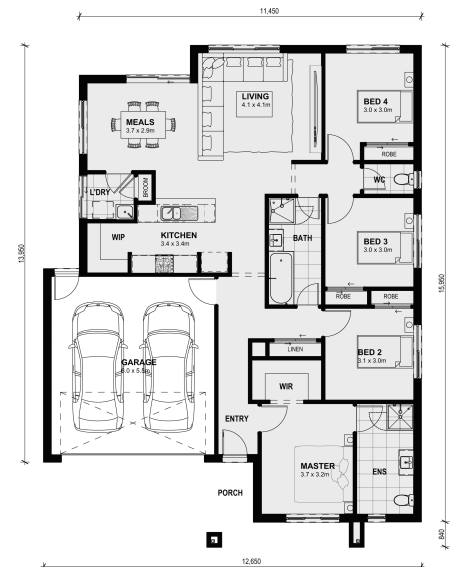 11,450
LIVING
4.1 x 4.1m
BED 4
3.0 x 3.0m
MEALS
3.7 x 2.9m
ROBE
WC
L'DRY
BROOM
WIP
KITCHEN
3.4 x 3.4m
BATH
BED 3
3.0 x 3.0m
13,950
15,950
ROBE
ROBE
LINEN
BED 2
3.1 x 3.0m
GARAGE
6.0 x 5.5m
WIR
ENTRY
MASTER
3.7 x 3.2m
ENS
PORCH
840
12,650